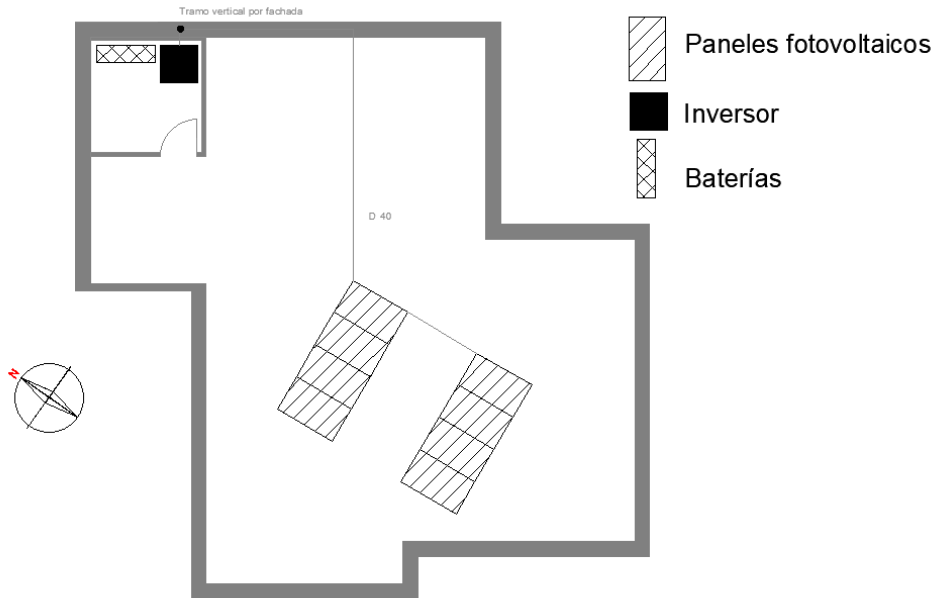 Tramo vertical por fachada
Paneles fotovoltaicos
Inversor
Baterías
D 40
N